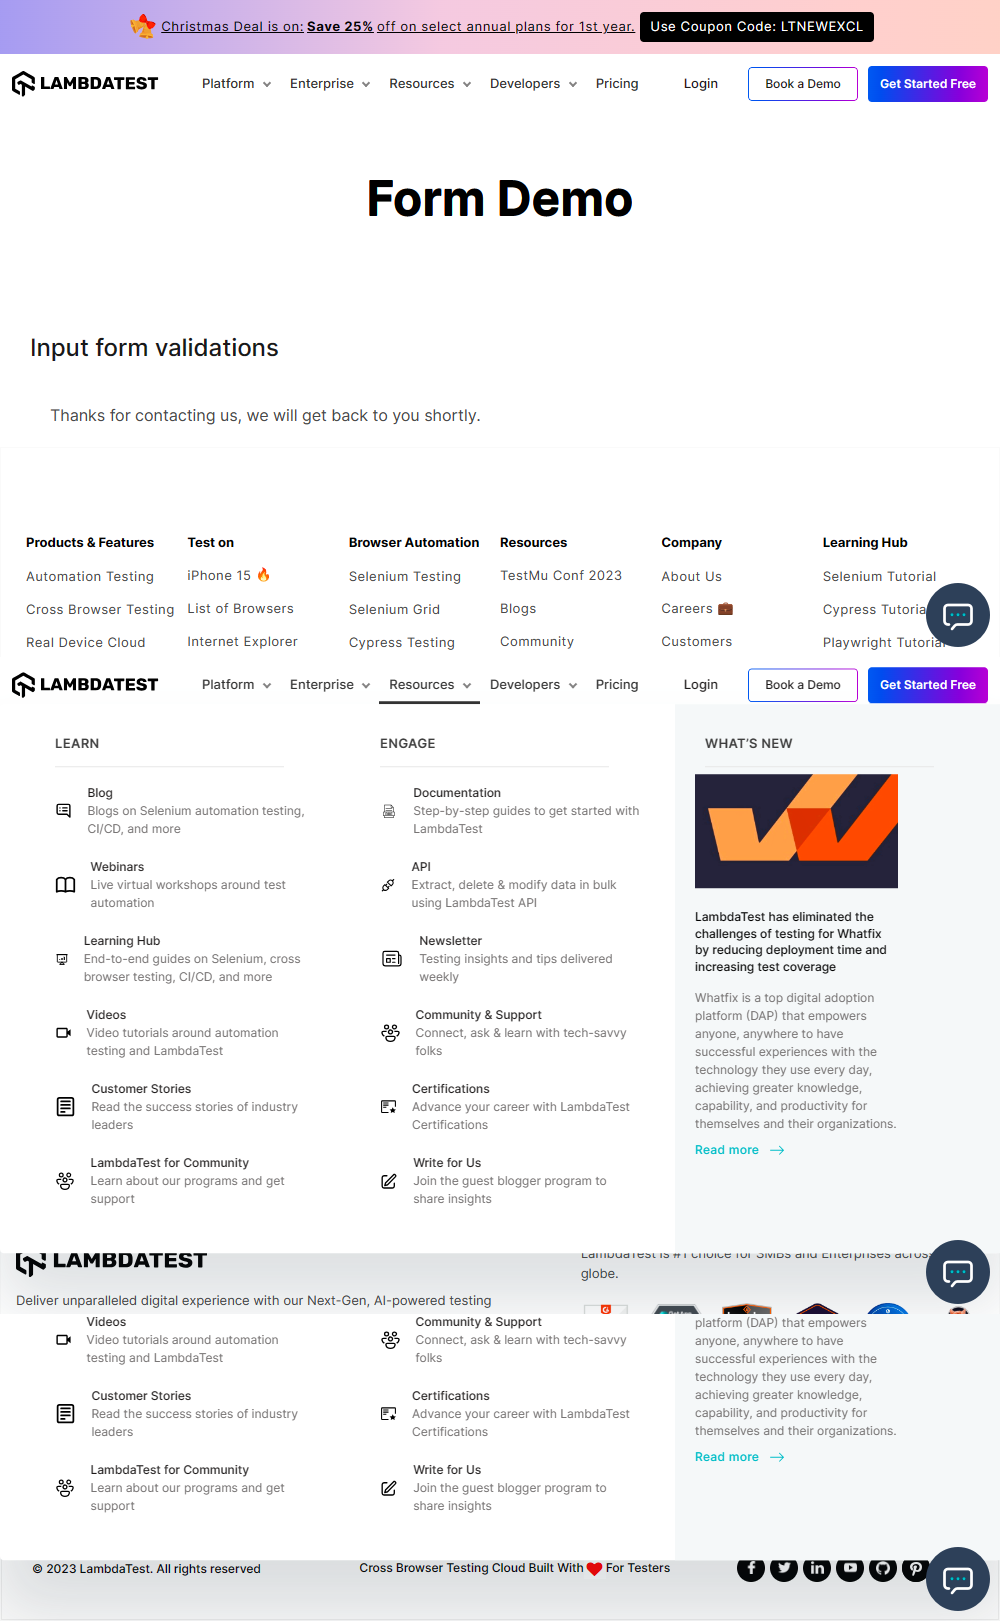 Christmas Deal is on: Save 25% off on select annual plans for 1st year. Use Coupon Code: LTNEWEXCL
LAMBDATEST Platform Enterprise Resources Developers Pricing Login Book a Demo Get Started Free
Form Demo
Input form validations
Thanks for contacting us, we will get back to you shortly.
Products & Features Test on Browser Automation Resources Company Learning Hub
Automation Testing iPhone 15 🔥 Selenium Testing TestMu Conf 2023 About Us Selenium Tutorial
Cross Browser Testing List of Browsers Selenium Grid Blogs Careers 💼 Cypress Tutorial
Real Device Cloud Internet Explorer Cypress Testing Community Customers Playwright Tutorial
LAMBDATEST Platform Enterprise Resources Developers Pricing Login Book a Demo Get Started Free
LEARN
Blog
Blogs on Selenium automation testing,
CI/CD, and more
Webinars
Live virtual workshops around test
automation
Learning Hub
End-to-end guides on Selenium, cross
browser testing, CI/CD, and more
Videos
Video tutorials around automation
testing and LambdaTest
Customer Stories
Read the success stories of industry
leaders
LambdaTest for Community
Learn about our programs and get
support
ENGAGE
Documentation
Step-by-step guides to get started with
LambdaTest
API
Extract, delete & modify data in bulk
using LambdaTest API
Newsletter
Testing insights and tips delivered
weekly
Community & Support
Connect, ask & learn with tech-savvy
folks
Certifications
Advance your career with LambdaTest
Certifications
Write for Us
Join the guest blogger program to
share insights
WHAT'S NEW
LambdaTest has eliminated the
challenges of testing for Whatfix
by reducing deployment time and
increasing test coverage
Whatfix is a top digital adoption
platform (DAP) that empowers
anyone, anywhere to have
successful experiences with the
technology they use every day,
achieving greater knowledge,
capability, and productivity for
themselves and their organizations.
Read more
LAMBDATEST
Deliver unparalleled digital experience with our Next-Gen, AI-powered testing
LambdaTest is #1 choice for SMBs and Enterprises across
globe.
Videos
Video tutorials around automation
testing and LambdaTest
Customer Stories
Read the success stories of industry
leaders
LambdaTest for Community
Learn about our programs and get
support
Community & Support
Connect, ask & learn with tech-savvy
folks
Certifications
Advance your career with LambdaTest
Certifications
Write for Us
Join the guest blogger program to
share insights
platform (DAP) that empowers
anyone, anywhere to have
successful experiences with the
technology they use every day,
achieving greater knowledge,
capability, and productivity for
themselves and their organizations.
Read more
© 2023 LambdaTest. All rights reserved Cross Browser Testing Cloud Built With ❤ For Testers